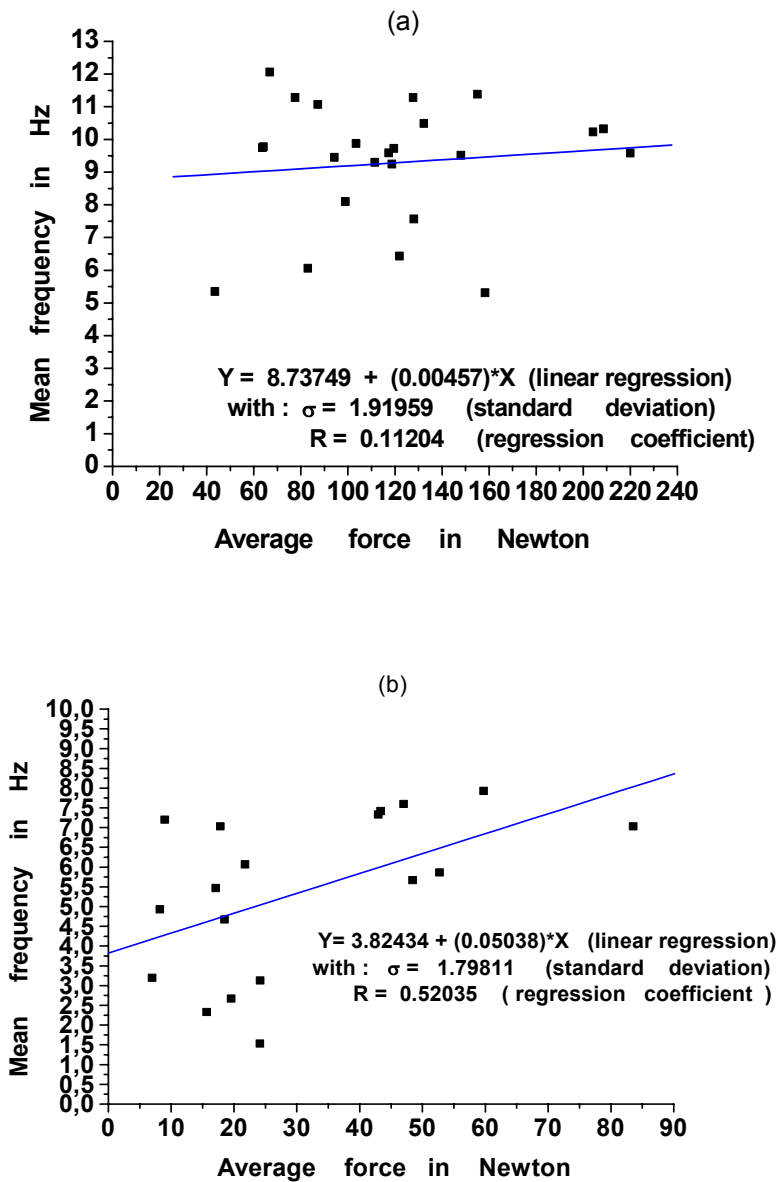 (a)
13
12
11
10
9
8
7
6
5
4
3
2
1
0
Mean frequency in Hz
Y = 8.73749 + (0.00457)*X (linear regression)
with : σ = 1.91959 (standard deviation)
R = 0.11204 (regression coefficient)
0 20 40 60 80 100 120 140 160 180 200 220 240
Average force in Newton
(b)
10,0
9,5
9,0
8,5
8,0
7,5
7,0
6,5
6,0
5,5
5,0
4,5
4,0
3,5
3,0
2,5
2,0
1,5
1,0
0,5
0,0
Mean frequency in Hz
Y= 3.82434 + (0.05038)*X (linear regression)
with : σ = 1.79811 (standard deviation)
R = 0.52035 ( regression coefficient )
0 10 20 30 40 50 60 70 80 90
Average force in Newton